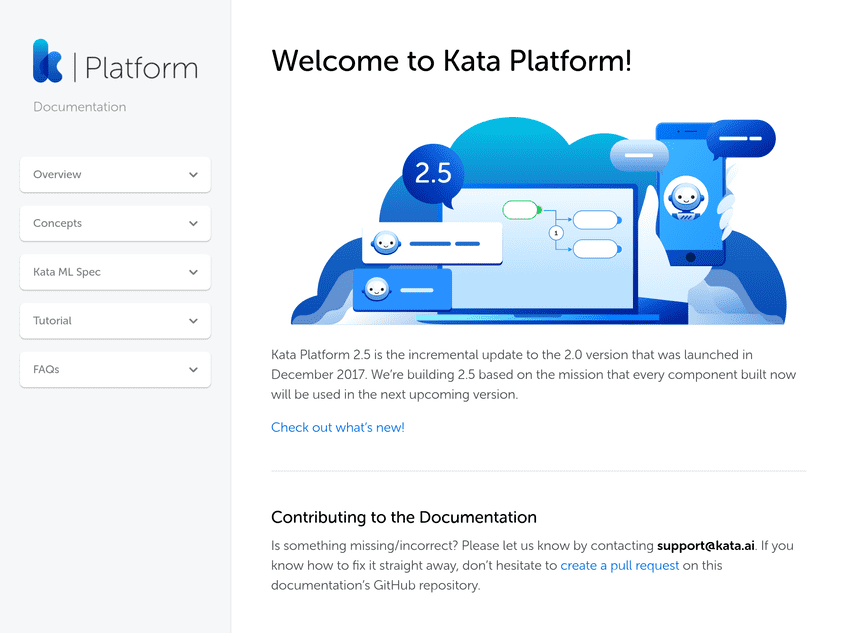 Platform
Documentation
Overview
Concepts
Kata ML Spec
Tutorial
FAQs
Welcome to Kata Platform!
2.5
1
Kata Platform 2.5 is the incremental update to the 2.0 version that was launched in
December 2017. We’re building 2.5 based on the mission that every component built now
will be used in the next upcoming version.
Check out what’s new!
Contributing to the Documentation
Is something missing/incorrect? Please let us know by contacting support@kata.ai. If you
know how to fix it straight away, don’t hesitate to create a pull request on this
documentation’s GitHub repository.